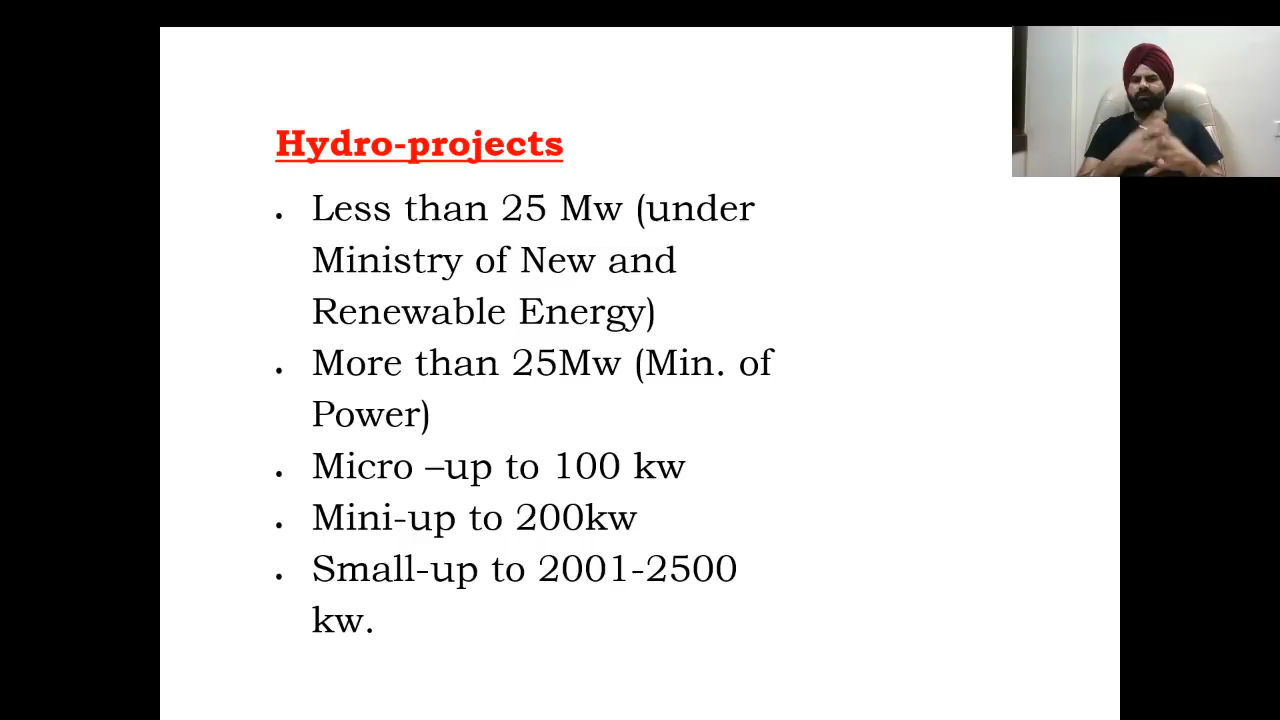 Hydro-projects
• Less than 25 Mw (under
Ministry of New and
Renewable Energy)
• More than 25Mw (Min. of
Power)
• Micro –up to 100 kw
• Mini-up to 200kw
• Small-up to 2001-2500
kw.